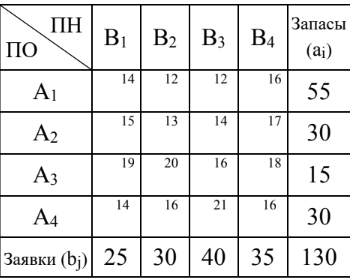 ПН
ПО
B1 B2 B3 B4 Запасы (ai)
A1 14 12 12 16 55
A2 15 13 14 17 30
A3 19 20 16 18 15
A4 14 16 21 16 30
Заявки (bj) 25 30 40 35 130